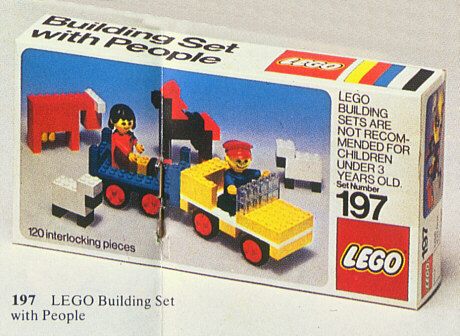 Building Set
with People
LEGO
LEGO
BUILDING
SETS ARE
NOT RECOM-
MENDED FOR
CHILDREN
UNDER 3
YEARS OLD.
Set Number
197
LEGO
120 interlocking pieces
197
LEGO
197 LEGO Building Set
with People